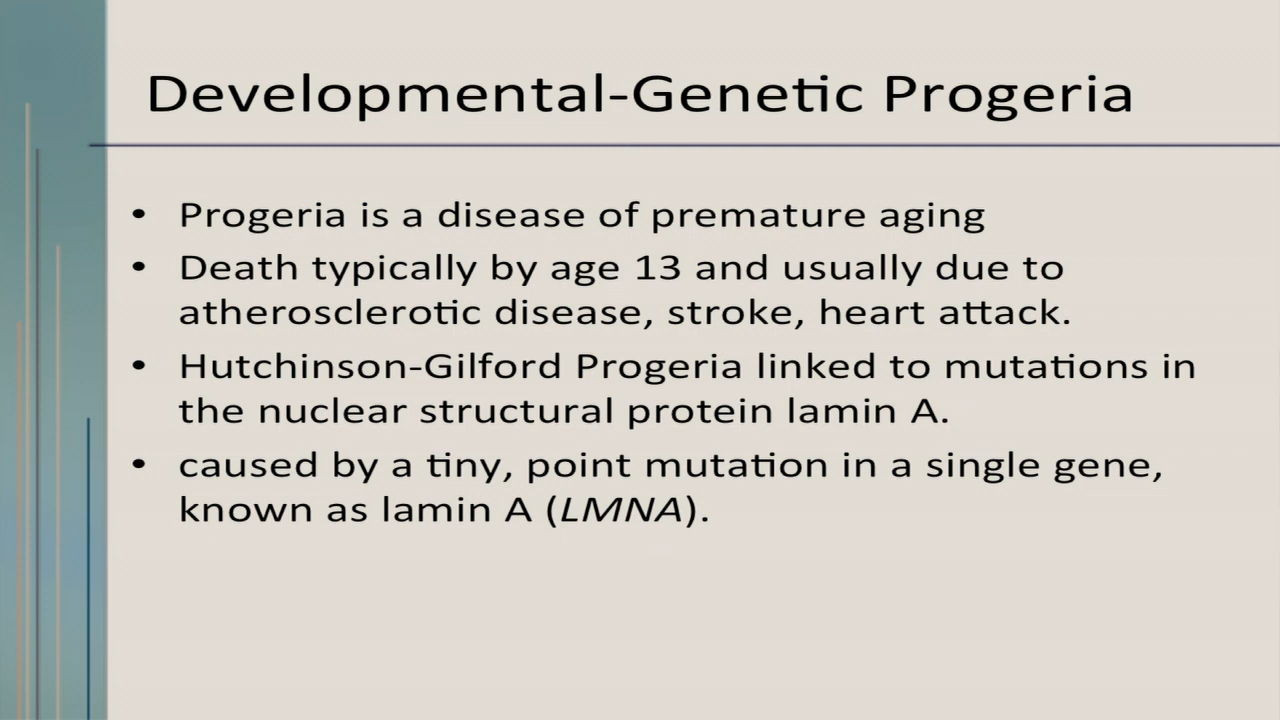 Developmental-Genetic Progeria
• Progeria is a disease of premature aging
• Death typically by age 13 and usually due to
atherosclerotic disease, stroke, heart attack.
• Hutchinson-Gilford Progeria linked to mutations in
the nuclear structural protein lamin A.
• caused by a tiny, point mutation in a single gene,
known as lamin A (LMNA).